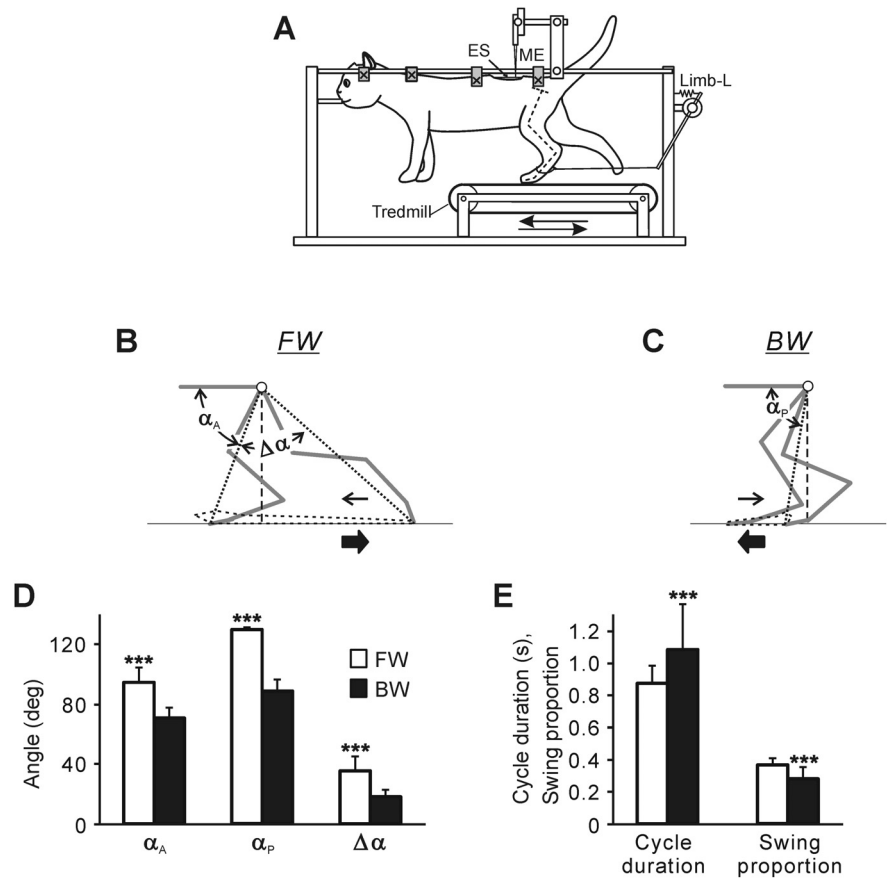 A
ES
ME
Limb-L
Tredmill
B
FW
C
BW
αA
Δα
αP
D
***
***
***
FW
BW
Angle (deg)
120
80
40
0
αA
αP
Δα
E
***
***
Cycle duration (s),
Swing proportion
1.2
1.0
0.8
0.6
0.4
0.2
0
Cycle
duration
Swing
proportion